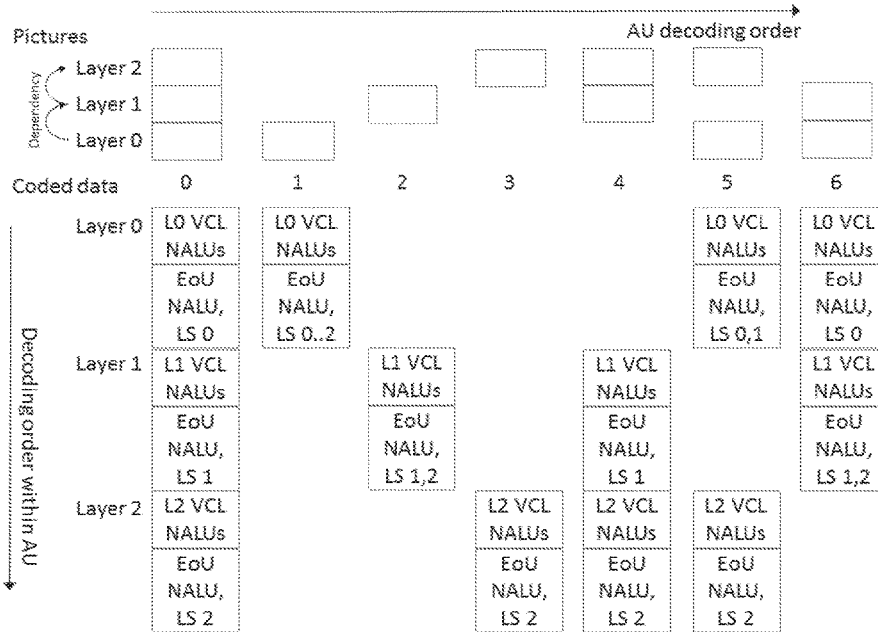 AU decoding order
Pictures
Dependency
Layer 2
Layer 1
Layer 0
Coded data 0 1 2 3 4 5 6
Decoding order within AU
Layer 0
L0 VCL L0 VCL L0 VCL L0 VCL
NALUs NALUs NALUs NALUs
EoU EoU EoU EoU
NALU, NALU, NALU, NALU,
LS 0 LS 0..2 LS 0,1 LS 0
Layer 1
L1 VCL L1 VCL L1 VCL L1 VCL
NALUs NALUs NALUs NALUs
EoU EoU EoU EoU
NALU, NALU, NALU, NALU,
LS 1 LS 1,2 LS 1 LS 1,2
Layer 2
L2 VCL L2 VCL L2 VCL L2 VCL
NALUs NALUs NALUs NALUs
EoU EoU EoU EoU
NALU, NALU, NALU, NALU,
LS 2 LS 2 LS 2 LS 2